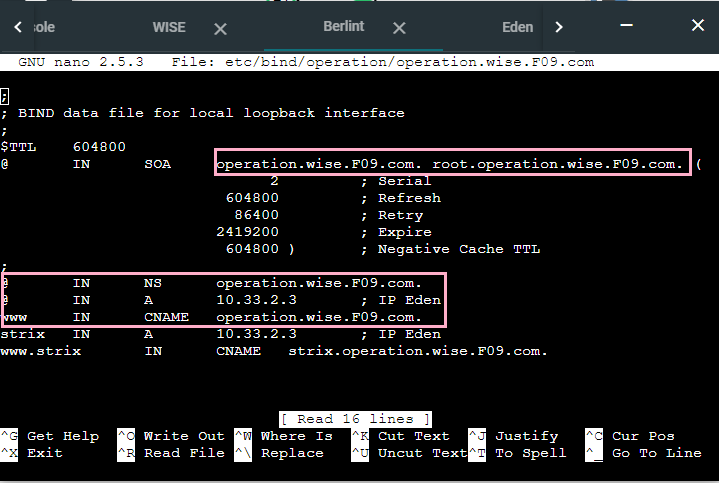 sole WISE Berlint Eden
GNU nano 2.5.3 File: etc/bind/operation/operation.wise.F09.com
;
; BIND data file for local loopback interface
;
$TTL 604800
@ IN SOA operation.wise.F09.com. root.operation.wise.F09.com. (
2 ; Serial
604800 ; Refresh
86400 ; Retry
2419200 ; Expire
604800 ) ; Negative Cache TTL
;
@ IN NS operation.wise.F09.com.
@ IN A 10.33.2.3 ; IP Eden
www IN CNAME operation.wise.F09.com.
strix IN A 10.33.2.3 ; IP Eden
www.strix IN CNAME strix.operation.wise.F09.com.
[ Read 16 lines ]
^G Get Help ^O Write Out ^W Where Is ^K Cut Text ^J Justify ^C Cur Pos
^X Exit ^R Read File ^\ Replace ^U Uncut Text ^T To Spell ^_ Go To Line